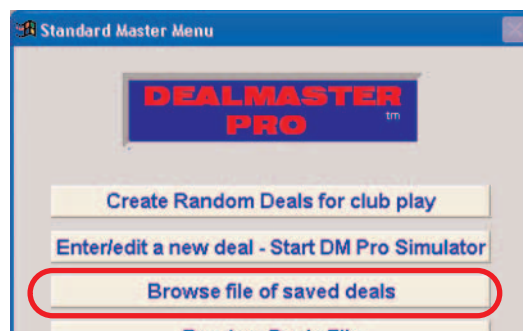 Standard Master Menu
DEALMASTER
PRO tm
Create Random Deals for club play
Enter/edit a new deal - Start DM Pro Simulator
Browse file of saved deals